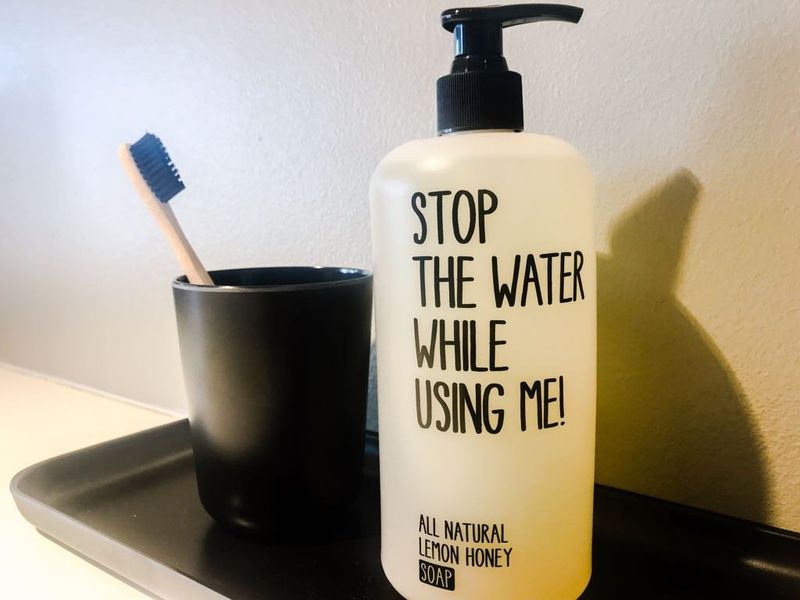 STOP
THE WATER
WHILE
USING ME!
ALL NATURAL
LEMON HONEY
SOAP